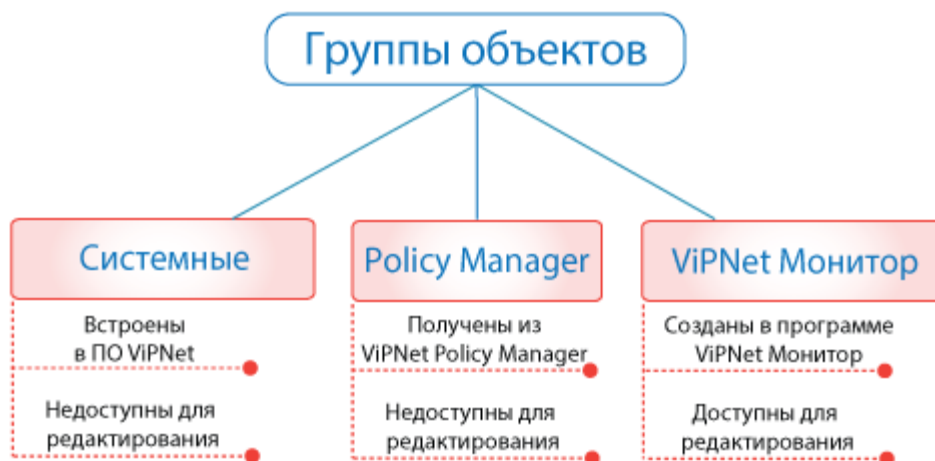 Группы объектов
Системные
Встроены
в ПО ViPNet
Недоступны для
редактирования
Policy Manager
Получены из
ViPNet Policy Manager
Недоступны для
редактирования
ViPNet Монитор
Созданы в программе
ViPNet Монитор
Доступны для
редактирования